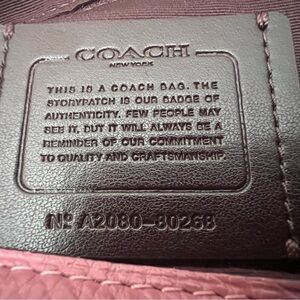 COACH
NEW YORK
THIS IS A COACH BAG. THE
STORYPATCH IS OUR BADGE OF
AUTHENTICITY. FEW PEOPLE MAY
SEE IT, BUT IT WILL ALWAYS BE A
REMINDER OF OUR COMMITMENT
TO QUALITY AND CRAFTSMANSHIP.
Nº A2080-80268